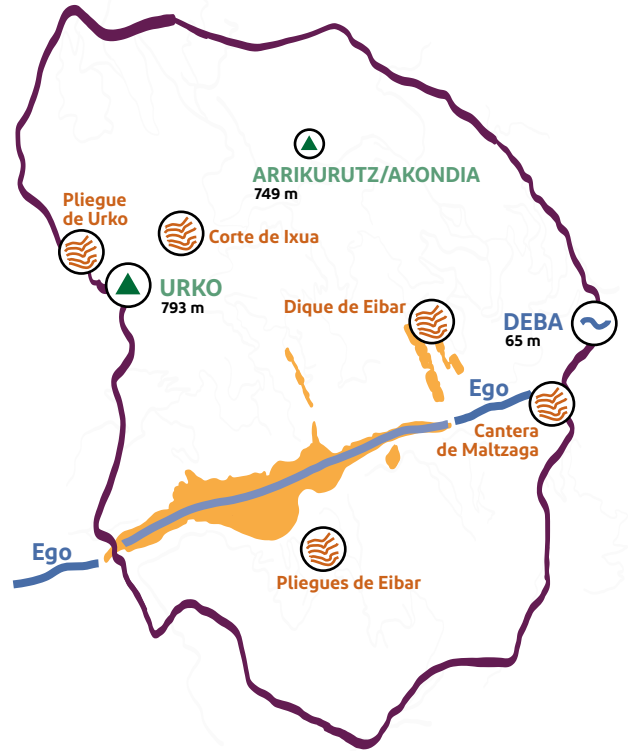 ARRIKURUTZ/AKONDIA
749 m
Pliegue
de Urko
Corte de Ixua
URKO
793 m
Dique de Eibar
DEBA
65 m
Ego
Cantera
de Maltzaga
Ego
Pliegues de Eibar